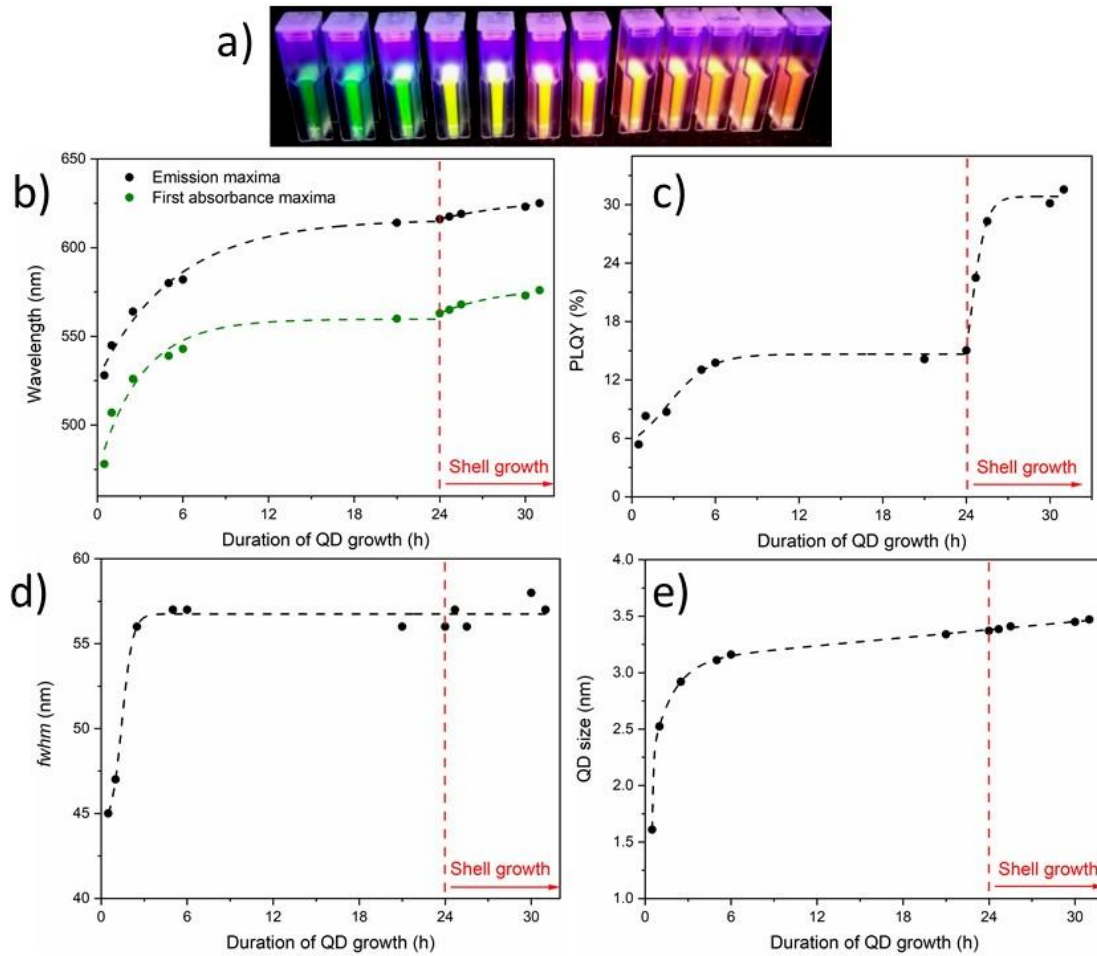 a)
b)
650
600
550
500
Wavelength (nm)
Emission maxima
First absorbance maxima
Shell growth
0 6 12 18 24 30
Duration of QD growth (h)
c)
30
24
18
12
6
0
PLQY (%)
Shell growth
0 6 12 18 24 30
Duration of QD growth (h)
d)
60
55
50
45
40
fwhm (nm)
Shell growth
0 6 12 18 24 30
Duration of QD growth (h)
e)
4.0
3.5
3.0
2.5
2.0
1.5
1.0
QD size (nm)
Shell growth
0 6 12 18 24 30
Duration of QD growth (h)